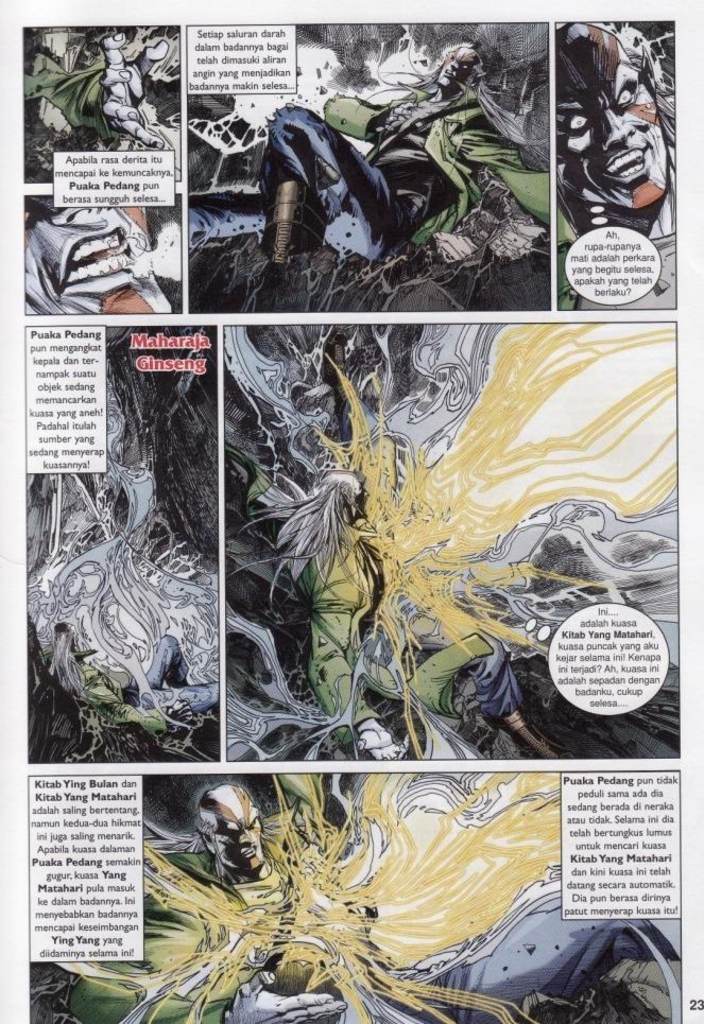 Apabila rasa derita itu
mencapai ke kemuncaknya,
Puaka Pedang pun
berasa sungguh selesa...
Setiap saluran darah
dalam badannya bagai
telah dimasuki aliran
angin yang menjadikan
badannya makin selesa...
Ah,
rupa-rupanya
mati adalah perkara
yang begitu selesa,
apakah yang telah
berlaku?
Puaka Pedang
pun mengangkat
kepala dan ter-
nampak suatu
objek sedang
memancarkan
kuasa yang aneh!
Padahal itulah
sumber yang
sedang menyerap
kuasannya!
Maharaja
Ginseng
Ini....
adalah kuasa
Kitab Yang Matahari,
kuasa puncak yang aku
kejar selama ini! Kenapa
ini terjadi? Ah, kuasa ini
adalah sepadan dengan
badanku, cukup
selesa....
Kitab Ying Bulan dan
Kitab Yang Matahari
adalah saling bertentang,
namun kedua-dua hikmat
ini juga saling menarik.
Apabila kuasa dalaman
Puaka Pedang semakin
gugur, kuasa Yang
Matahari pula masuk
ke dalam badannya. Ini
menyebabkan badannya
mencapai keseimbangan
Ying Yang yang
diidaminya selama ini!
Puaka Pedang pun tidak
peduli sama ada dia
sedang berada di neraka
atau tidak. Selama ini dia
telah bertungkus lumus
untuk mencari kuasa
Kitab Yang Matahari
dan kini kuasa ini telah
datang secara automatik.
Dia pun berasa dirinya
patut menyerap kuasa itu!
23